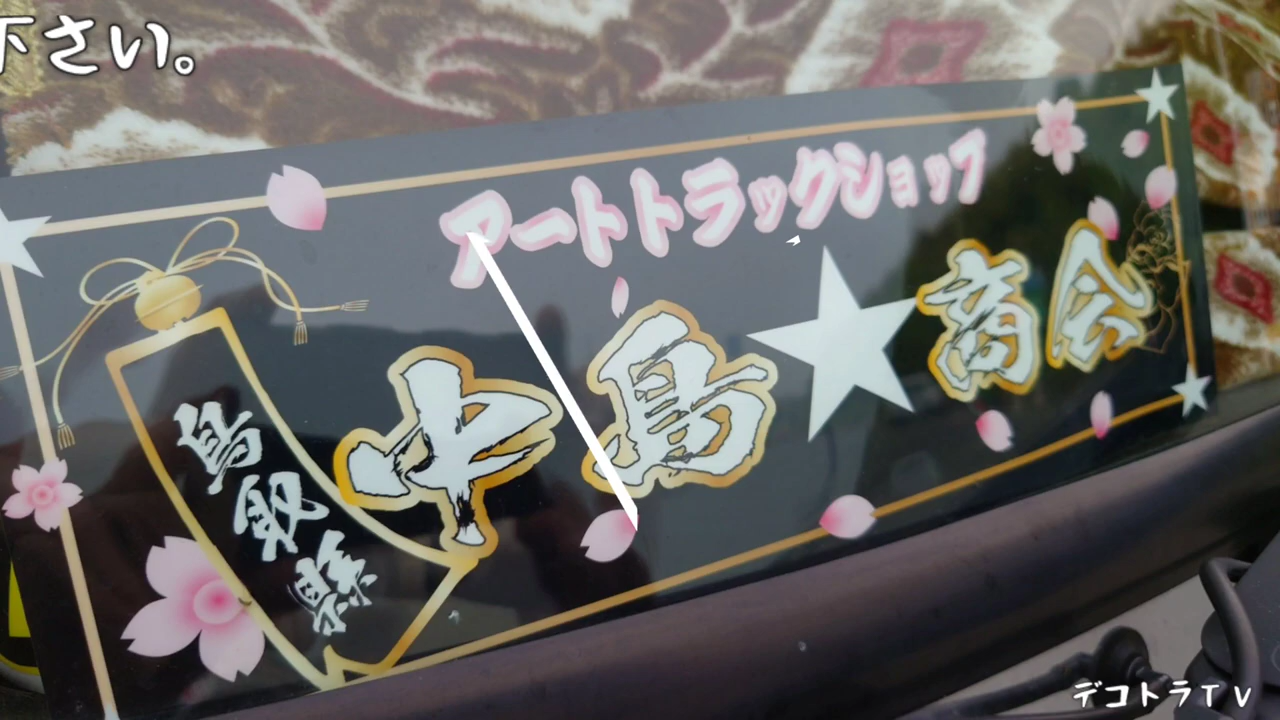 下さい。
アートトラックショップ
中島★商会
鳥取県
デコトラTV